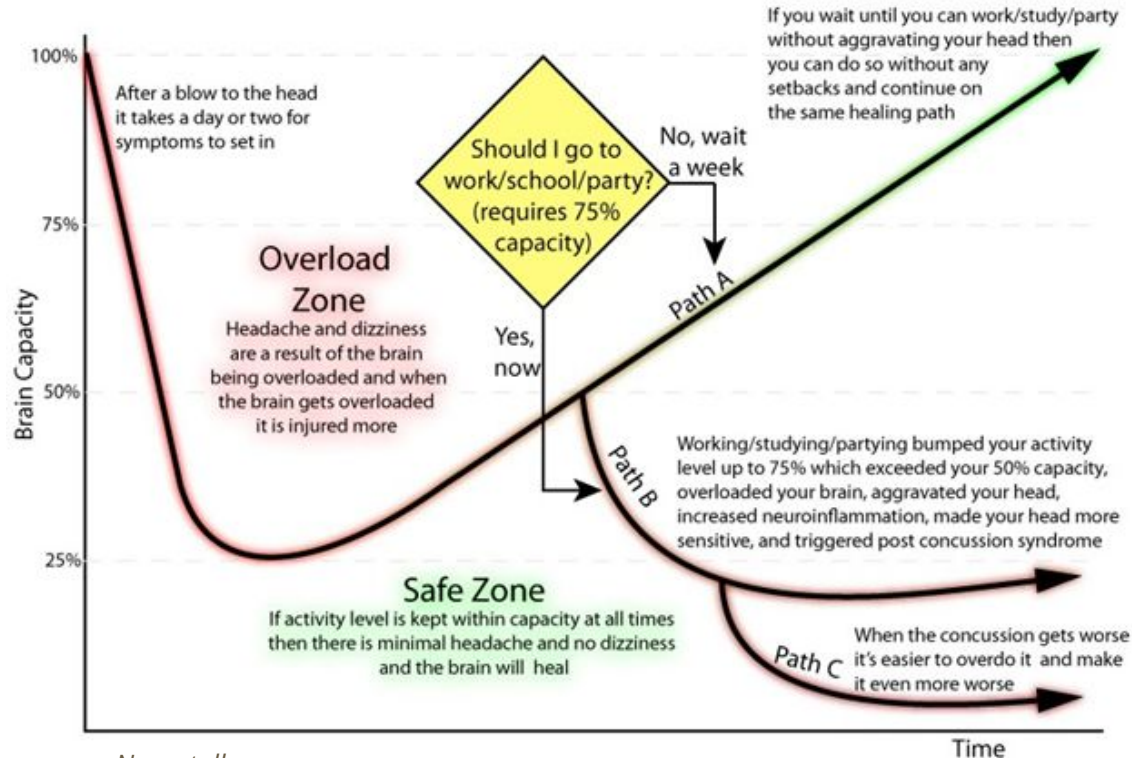 If you wait until you can work/study/party
without aggravating your head then
you can do so without any
setbacks and continue on
the same healing path
100%
After a blow to the head
it takes a day or two for
symptoms to set in
Should I go to
work/school/party?
(requires 75%
capacity)
No, wait
a week
75%
Overload
Zone
Headache and dizziness
are a result of the brain
being overloaded and when
the brain gets overloaded
it is injured more
Path A
Yes,
now
Brain Capacity
50%
Path B
Working/studying/partying bumped your activity
level up to 75% which exceeded your 50% capacity,
overloaded your brain, aggravated your head,
increased neuroinflammation, made your head more
sensitive, and triggered post concussion syndrome
25%
Safe Zone
If activity level is kept within capacity at all times
then there is minimal headache and no dizziness
and the brain will heal
Path C
When the concussion gets worse
it's easier to overdo it and make
it even more worse
Time